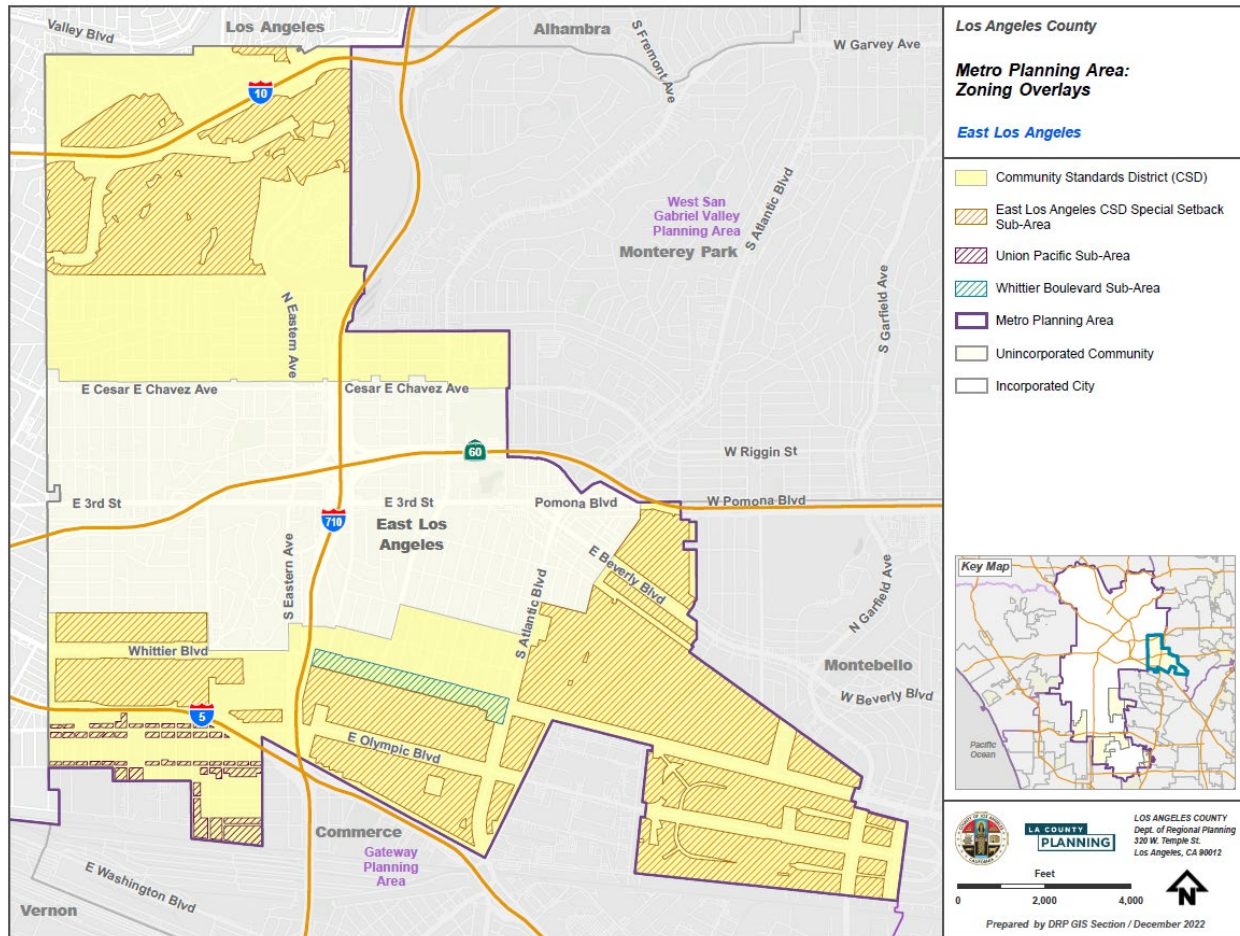 Valley Blvd
Los Angeles
Alhambra
S Fremont Ave
W Garvey Ave
10
West San
Gabriel Valley
Planning Area
Monterey Park
S Atlantic Blvd
S Garfield Ave
N Eastern Ave
E Cesar E Chavez Ave
Cesar E Chavez Ave
60
W Riggin St
E 3rd St
E 3rd St
Pomona Blvd
W Pomona Blvd
710
East Los
Angeles
S Eastern Ave
E Beverly Blvd
S Atlantic Blvd
N Garfield Ave
Whittier Blvd
Montebello
W Beverly Blvd
5
E Olympic Blvd
Commerce
Gateway
Planning
Area
E Washington Blvd
Vernon
Los Angeles County
Metro Planning Area:
Zoning Overlays
East Los Angeles
Community Standards District (CSD)
East Los Angeles CSD Special Setback
Sub-Area
Union Pacific Sub-Area
Whittier Boulevard Sub-Area
Metro Planning Area
Unincorporated Community
Incorporated City
Key Map
Pacific
Ocean
LA COUNTY
PLANNING
LOS ANGELES COUNTY
Dept. of Regional Planning
320 W. Temple St.
Los Angeles, CA 90012
Feet
0 2,000 4,000
N
Prepared by DRP GIS Section / December 2022